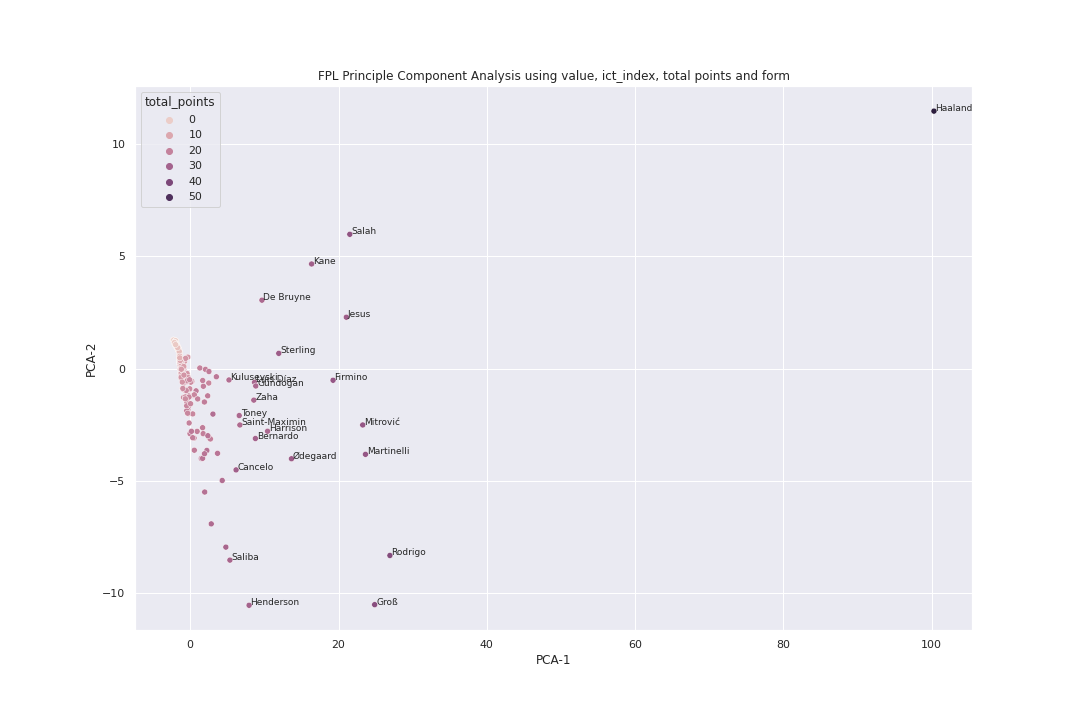 FPL Principle Component Analysis using value, ict_index, total points and form
total_points
0
10
20
30
40
50
Haaland
Salah
Kane
De Bruyne
Jesus
Sterling
Kulusevski
Díaz
Gündogan
Firmino
Zaha
Toney
Saint-Maximin
Harrison
Mitrović
Bernardo
Martinelli
Ødegaard
Cancelo
Rodrigo
Saliba
Henderson
Groß
10
5
0
−5
−10
PCA-2
0
20
40
60
80
100
PCA-1